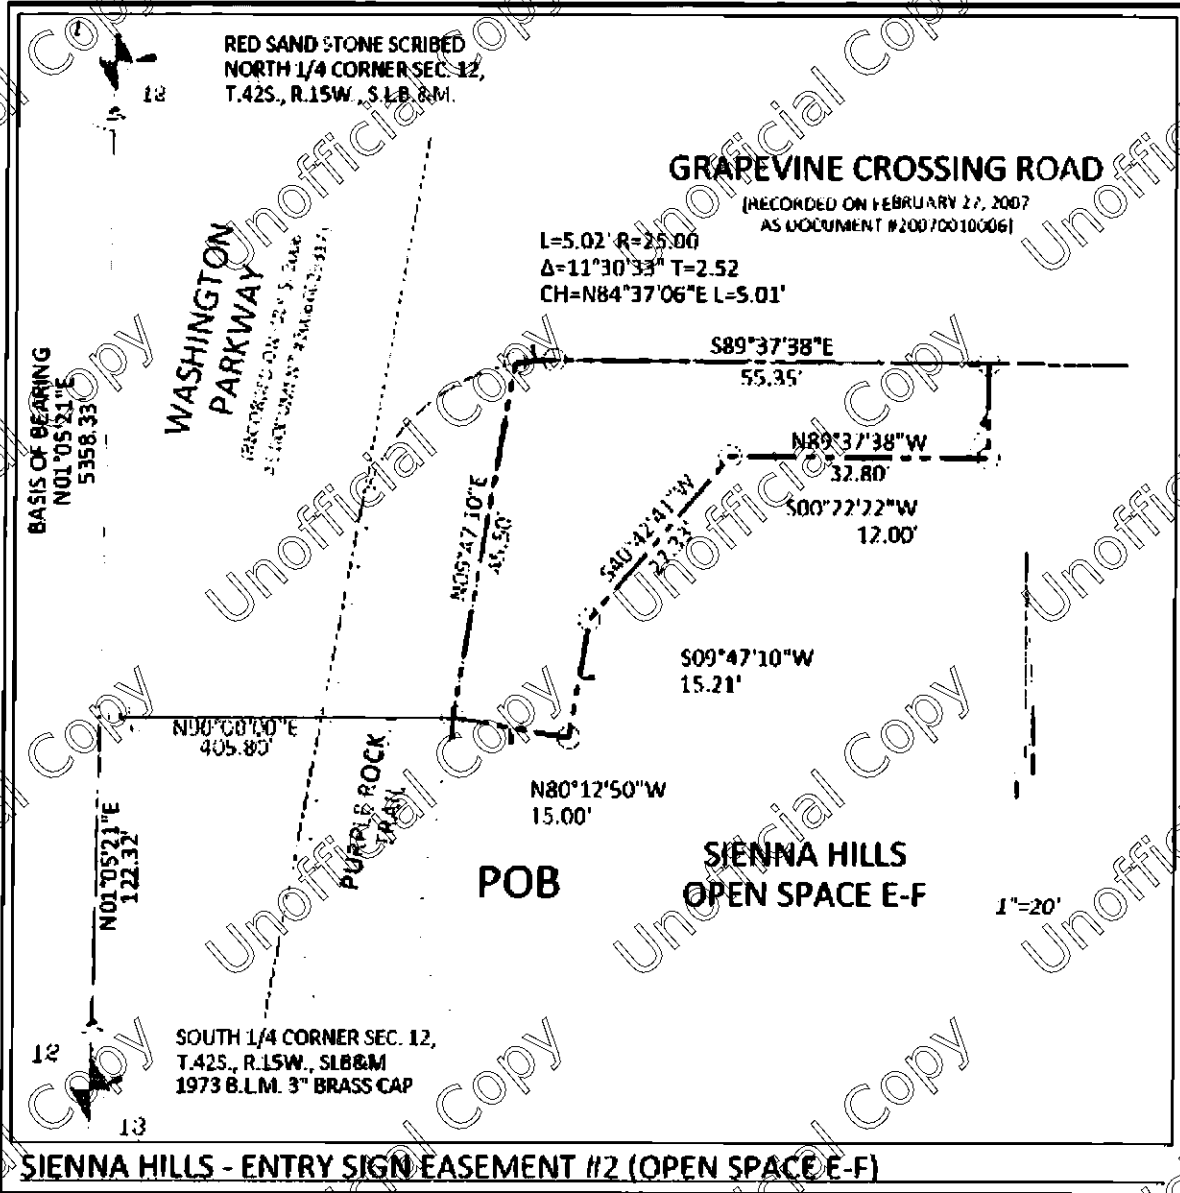 1
12
RED SAND STONE SCRIBED
NORTH 1/4 CORNER SEC. 12,
T.42S., R.15W., S.L.B.&M.
GRAPEVINE CROSSING ROAD
(RECORDED ON FEBRUARY 27, 2007
AS DOCUMENT #20070010006)
L=5.02' R=25.00
Δ=11°30'33" T=2.52
CH=N84°37'06"E L=5.01'
WASHINGTON
PARKWAY
BASIS OF BEARING
N01°05'21"E
5358.33'
S89°37'38"E
55.35'
N89°37'38"W
32.80'
S00°22'22"W
12.00'
S40°42'41"W
22.33'
N09°47'10"E
45.50'
S09°47'10"W
15.21'
N90°00'00"E
405.80'
N01°05'21"E
122.32'
PURPLE ROCK
TRAIL
N80°12'50"W
15.00'
POB
SIENNA HILLS
OPEN SPACE E-F
1"=20'
SOUTH 1/4 CORNER SEC. 12,
T.42S., R.15W., SLB&M
1973 B.L.M. 3" BRASS CAP
12
13
SIENNA HILLS - ENTRY SIGN EASEMENT #2 (OPEN SPACE E-F)
Unofficial Copy